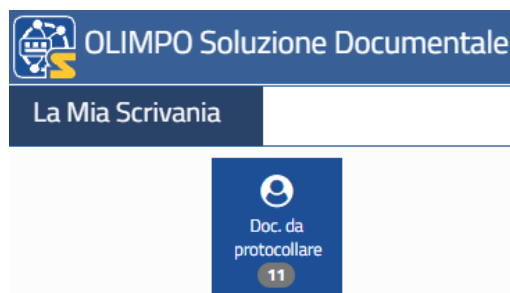 OLIMPO Soluzione Documentale
La Mia Scrivania
Doc. da
protocollare
11